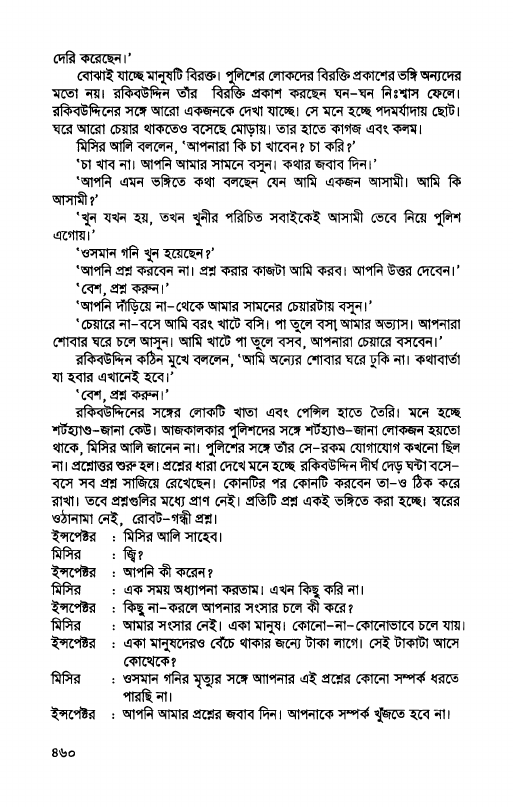 দেরি করেছেন।’
বোঝাই যাচ্ছে মানুষটি বিরক্ত। পুলিশের লোকদের বিরক্তি প্রকাশের ভঙ্গি অন্যদের
মতো নয়। রকিবউদ্দিন তাঁর বিরক্তি প্রকাশ করছেন ঘন-ঘন নিঃশ্বাস ফেলে।
রকিবউদ্দিনের সঙ্গে আরো একজনকে দেখা যাচ্ছে। সে মনে হচ্ছে পদমর্যাদায় ছোট।
ঘরে আরো চেয়ার থাকতেও বসেছে মোড়ায়। তার হাতে কাগজ এবং কলম।
মিসির আলি বললেন, ‘আপনারা কি চা খাবেন? চা করি?’
‘চা খাব না। আপনি আমার সামনে বসুন। কথার জবাব দিন।’
‘আপনি এমন ভঙ্গিতে কথা বলছেন যেন আমি একজন আসামী। আমি কি
আসামী?’
‘খুন যখন হয়, তখন খুনীর পরিচিত সবাইকেই আসামী ভেবে নিয়ে পুলিশ
এগোয়।’
‘ওসমান গনি খুন হয়েছেন?’
‘আপনি প্রশ্ন করবেন না। প্রশ্ন করার কাজটা আমি করব। আপনি উত্তর দেবেন।’
‘বেশ, প্রশ্ন করুন।’
‘আপনি দাঁড়িয়ে না-থেকে আমার সামনের চেয়ারটায় বসুন।’
‘চেয়ারে না-বসে আমি বরং খাটে বসি। পা তুলে বসা আমার অভ্যাস। আপনারা
শোবার ঘরে চলে আসুন। আমি খাটে পা তুলে বসব, আপনারা চেয়ারে বসবেন।’
রকিবউদ্দিন কঠিন মুখে বললেন, ‘আমি অন্যের শোবার ঘরে ঢুকি না। কথাবার্তা
যা হবার এখানেই হবে।’
‘বেশ, প্রশ্ন করুন।’
রকিবউদ্দিনের সঙ্গের লোকটি খাতা এবং পেন্সিল হাতে তৈরি। মনে হচ্ছে
শর্টহ্যাণ্ড-জানা কেউ। আজকালকার পুলিশদের সঙ্গে শর্টহ্যাণ্ড-জানা লোকজন হয়তো
থাকে, মিসির আলি জানেন না। পুলিশের সঙ্গে তাঁর সে-রকম যোগাযোগ কখনো ছিল
না। প্রশ্নোত্তর শুরু হল। প্রশ্নের ধারা দেখে মনে হচ্ছে রকিবউদ্দিন দীর্ঘ দেড় ঘন্টা বসে-
বসে সব প্রশ্ন সাজিয়ে রেখেছেন। কোনটির পর কোনটি করবেন তা-ও ঠিক করে
রাখা। তবে প্রশ্নগুলির মধ্যে প্রাণ নেই। প্রতিটি প্রশ্ন একই ভঙ্গিতে করা হচ্ছে। স্বরের
ওঠানামা নেই, রোবট-গন্ধী প্রশ্ন।
ইন্সপেক্টর : মিসির আলি সাহেব।
মিসির : জ্বি?
ইন্সপেক্টর : আপনি কী করেন?
মিসির : এক সময় অধ্যাপনা করতাম। এখন কিছু করি না।
ইন্সপেক্টর : কিছু না-করলে আপনার সংসার চলে কী করে?
মিসির : আমার সংসার নেই। একা মানুষ। কোনো-না-কোনোভাবে চলে যায়।
ইন্সপেক্টর : একা মানুষদেরও বেঁচে থাকার জন্যে টাকা লাগে। সেই টাকাটা আসে
কোত্থেকে?
মিসির : ওসমান গনির মৃত্যুর সঙ্গে আাপনার এই প্রশ্নের কোনো সম্পর্ক ধরতে
পারছি না।
ইন্সপেক্টর : আপনি আমার প্রশ্নের জবাব দিন। আপনাকে সম্পর্ক খুঁজতে হবে না।
৪৬০